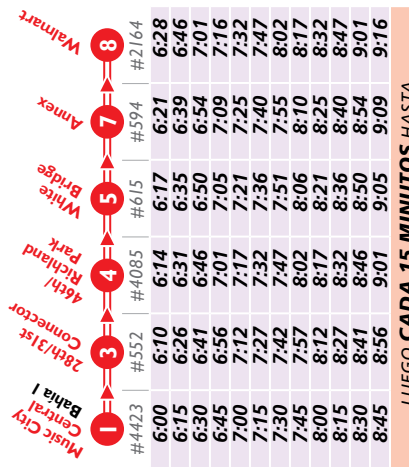 Music City
Central
Bahía 1
28th/31st
Connector
46th/
Richland
Park
White
Bridge
Annex
Walmart
1 3 4 5 7 8
#4423 #552 #4085 #615 #594 #2164
6:00 6:10 6:14 6:17 6:21 6:28
6:15 6:26 6:31 6:35 6:39 6:46
6:30 6:41 6:46 6:50 6:54 7:01
6:45 6:56 7:01 7:05 7:09 7:16
7:00 7:12 7:17 7:21 7:25 7:32
7:15 7:27 7:32 7:36 7:40 7:47
7:30 7:42 7:47 7:51 7:55 8:02
7:45 7:57 8:02 8:06 8:10 8:17
8:00 8:12 8:17 8:21 8:25 8:32
8:15 8:27 8:32 8:36 8:40 8:47
8:30 8:41 8:46 8:50 8:54 9:01
8:45 8:56 9:01 9:05 9:09 9:16
LUEGO CADA 15 MINUTOS HASTA